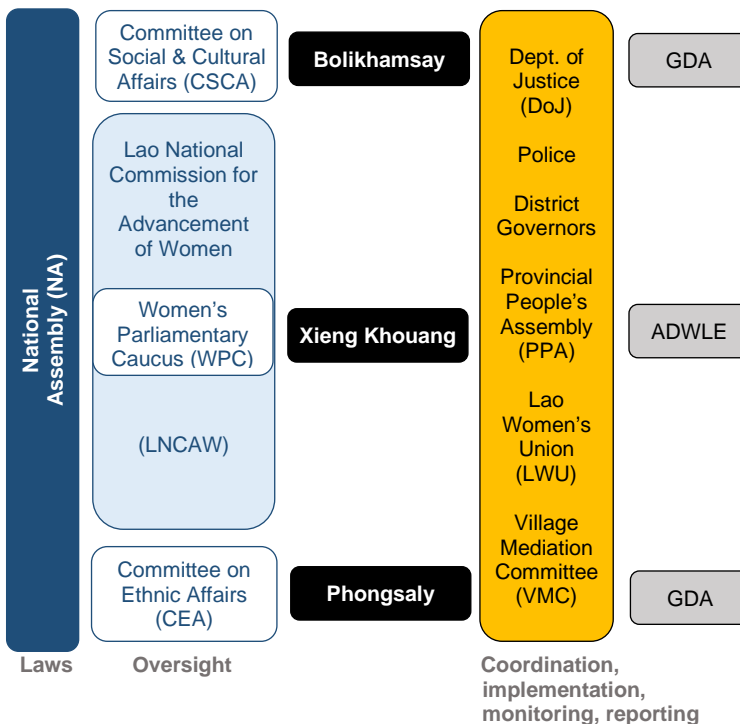 National
Assembly (NA)
Committee on
Social & Cultural
Affairs (CSCA)
Lao National
Commission for
the
Advancement
of Women
Women's
Parliamentary
Caucus (WPC)
(LNCAW)
Committee on
Ethnic Affairs
(CEA)
Bolikhamsay
Xieng Khouang
Phongsaly
Dept. of
Justice
(DoJ)
Police
District
Governors
Provincial
People's
Assembly
(PPA)
Lao
Women's
Union
(LWU)
Village
Mediation
Committee
(VMC)
GDA
ADWLE
GDA
Laws
Oversight
Coordination,
implementation,
monitoring, reporting